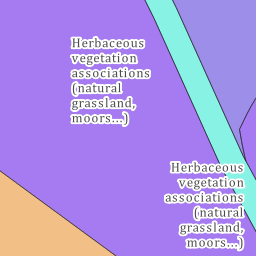 Herbaceous
vegetation
associations
(natural
grassland,
moors...)
Herbaceous
vegetation
associations
(natural
grassland,
moors...)